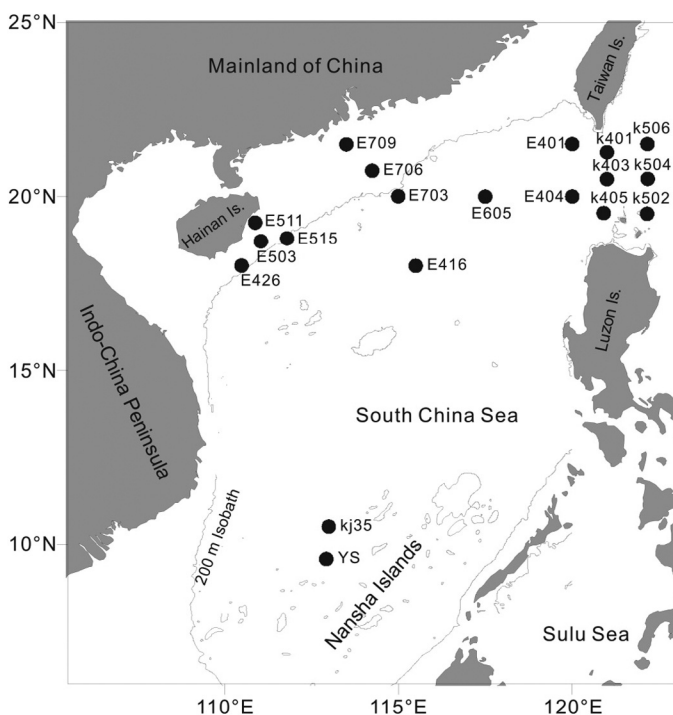 25°N
Mainland of China
Taiwan Is.
E709
E401
k401
k506
E706
k403
k504
20°N
E703
E605
E404
k405
k502
Hainan Is.
E511
E515
E503
E426
E416
Luzon Is.
15°N
Indo-China Peninsula
South China Sea
200 m Isobath
kj35
10°N
YS
Nansha Islands
Sulu Sea
110°E
115°E
120°E